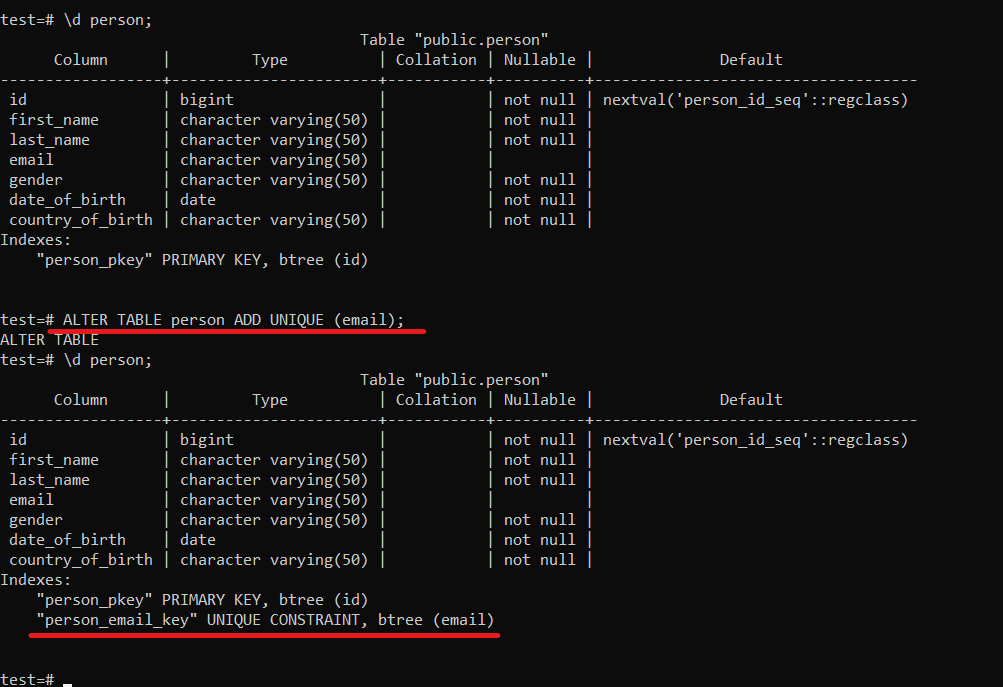 test=# \d person;
                                        Table "public.person"
      Column      |         Type          | Collation | Nullable |              Default
------------------+-----------------------+-----------+----------+------------------------------------
 id               | bigint                |           | not null | nextval('person_id_seq'::regclass)
 first_name       | character varying(50) |           | not null |
 last_name        | character varying(50) |           | not null |
 email            | character varying(50) |           |          |
 gender           | character varying(50) |           | not null |
 date_of_birth    | date                  |           | not null |
 country_of_birth | character varying(50) |           | not null |
Indexes:
    "person_pkey" PRIMARY KEY, btree (id)
test=# ALTER TABLE person ADD UNIQUE (email);
ALTER TABLE
test=# \d person;
                                        Table "public.person"
      Column      |         Type          | Collation | Nullable |              Default
------------------+-----------------------+-----------+----------+------------------------------------
 id               | bigint                |           | not null | nextval('person_id_seq'::regclass)
 first_name       | character varying(50) |           | not null |
 last_name        | character varying(50) |           | not null |
 email            | character varying(50) |           |          |
 gender           | character varying(50) |           | not null |
 date_of_birth    | date                  |           | not null |
 country_of_birth | character varying(50) |           | not null |
Indexes:
    "person_pkey" PRIMARY KEY, btree (id)
    "person_email_key" UNIQUE CONSTRAINT, btree (email)
test=# _